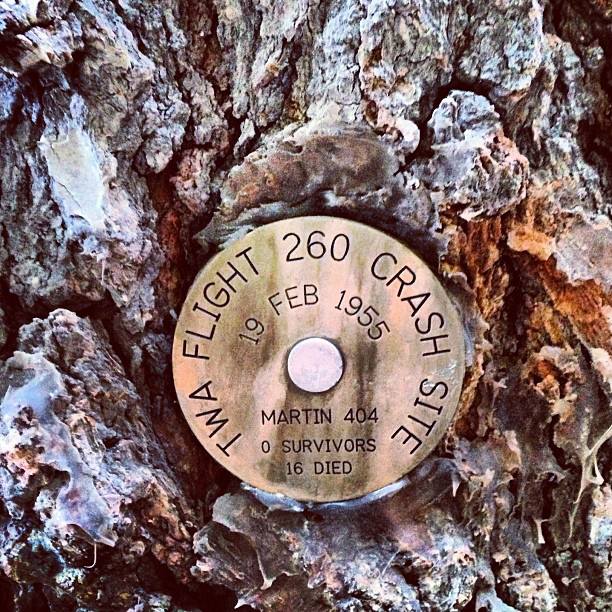 TWA FLIGHT 260 CRASH SITE
19 FEB 1955
MARTIN 404
0 SURVIVORS
16 DIED